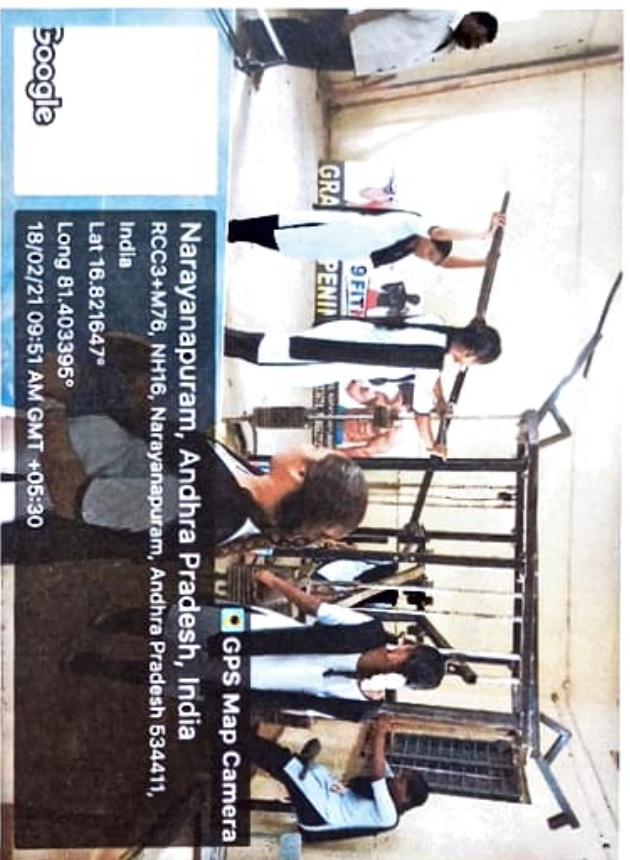 GPS Map Camera
Narayanapuram, Andhra Pradesh, India
RCC3+M76, NH16, Narayanapuram, Andhra Pradesh 534411,
India
Lat 16.821647°
Long 81.403395°
18/02/21 09:51 AM GMT +05:30
Google